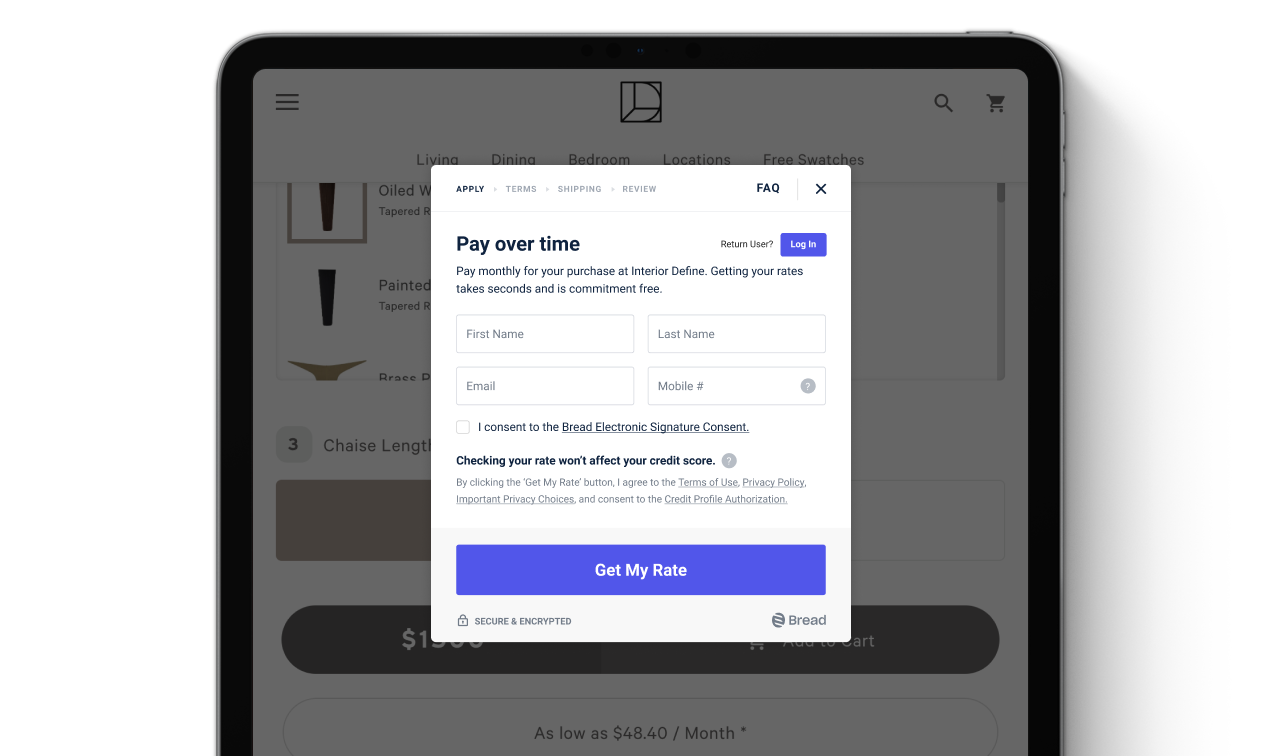 Living Dining Bedroom Locations Free Swatches
Oiled W
Tapered R
Painted
Tapered R
Brass P
3 Chaise Length
APPLY TERMS SHIPPING REVIEW FAQ
Pay over time
Return User? Log In
Pay monthly for your purchase at Interior Define. Getting your rates
takes seconds and is commitment free.
First Name Last Name
Email Mobile # ?
I consent to the Bread Electronic Signature Consent.
Checking your rate won’t affect your credit score. ?
By clicking the ‘Get My Rate’ button, I agree to the Terms of Use, Privacy Policy,
Important Privacy Choices, and consent to the Credit Profile Authorization.
Get My Rate
SECURE & ENCRYPTED Bread
Add to Cart
As low as $48.40 / Month *